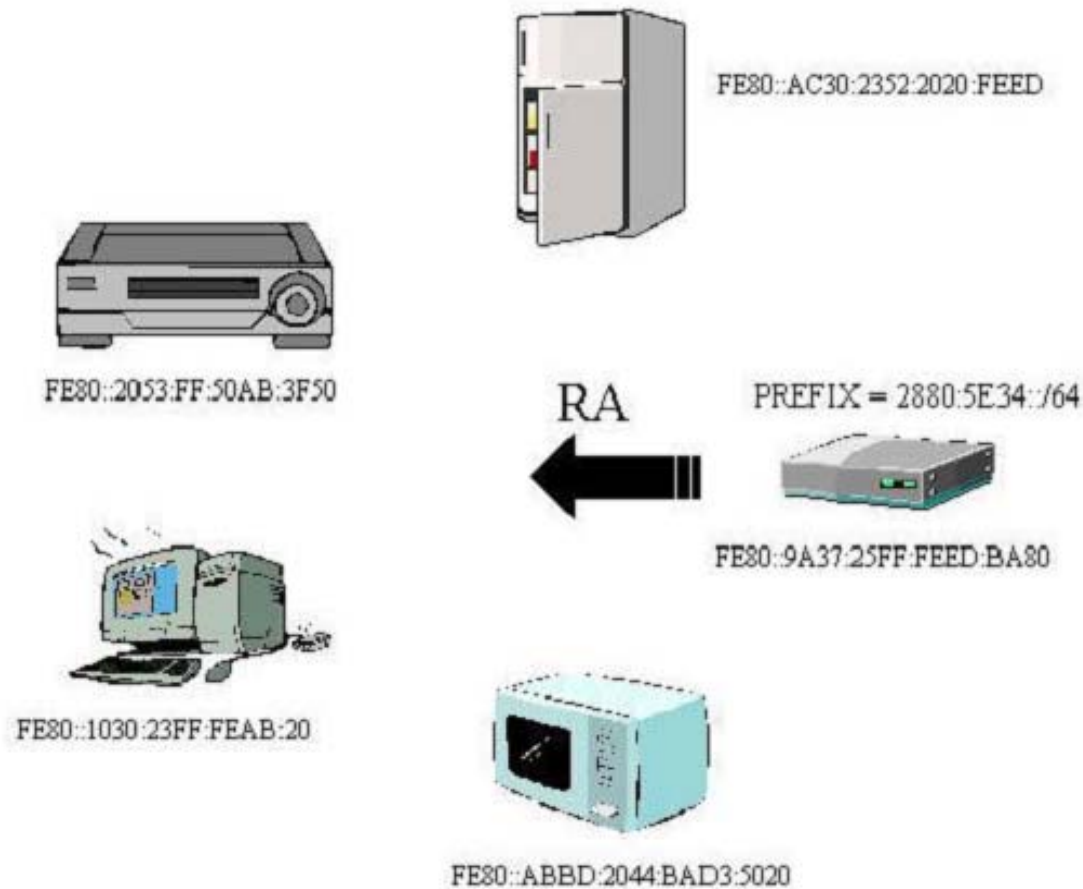 FE80::AC30:2352:2020:FEED
FE80::2053:FF:50AB:3F50
RA
PREFIX = 2880:5E34::/64
FE80::9A37:25FF:FEED:BA80
FE80::1030:23FF:FEAB:20
FE80::ABBD:2044:BAD3:5020